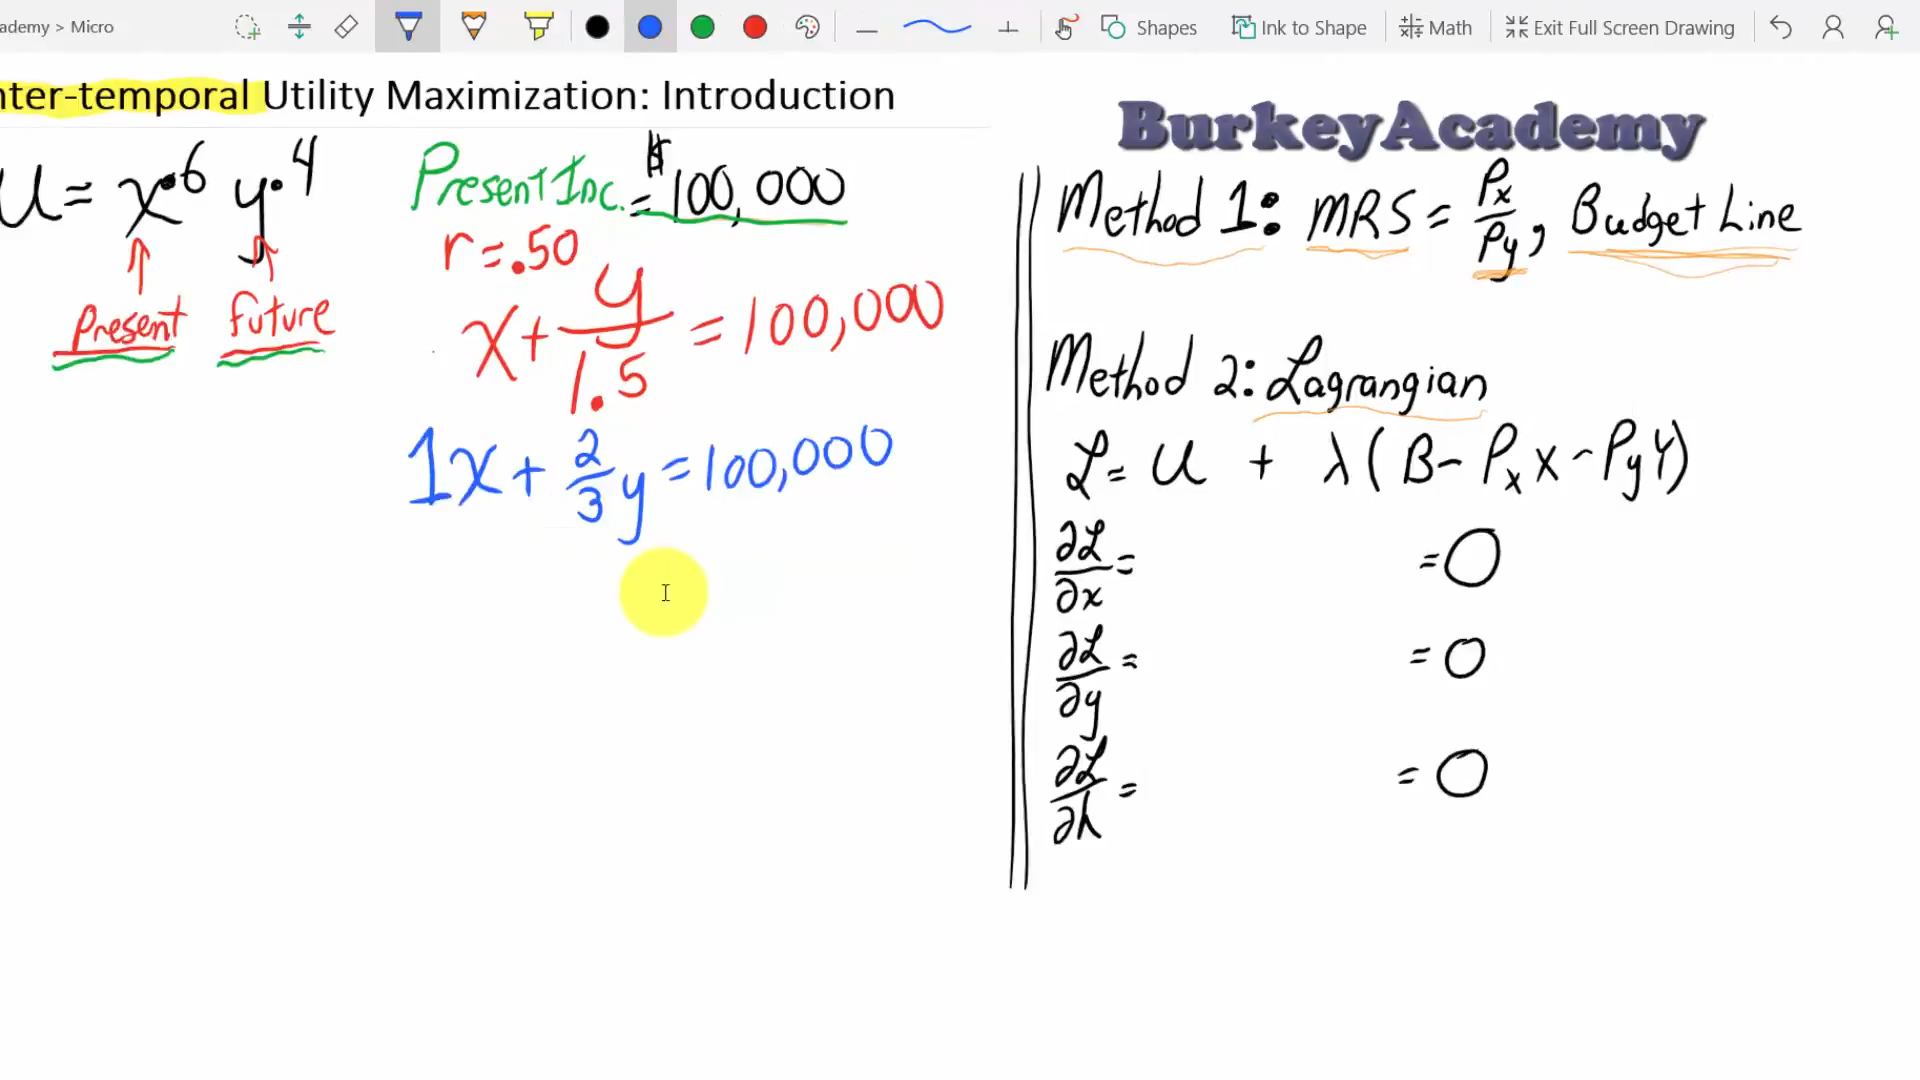 ademy > Micro
Shapes
Ink to Shape
Math
Exit Full Screen Drawing
nter-temporal Utility Maximization: Introduction
BurkeyAcademy
U = x^.6 y^.4
Present
future
Present Inc. = $100,000
r = .50
x + y/1.5 = 100,000
1x + 2/3 y = 100,000
Method 1: MRS = Px/Py, Budget Line
Method 2: Lagrangian
ℒ = U + λ(B - PxX - PyY)
∂ℒ/∂x = = 0
∂ℒ/∂y = = 0
∂ℒ/∂λ = = 0